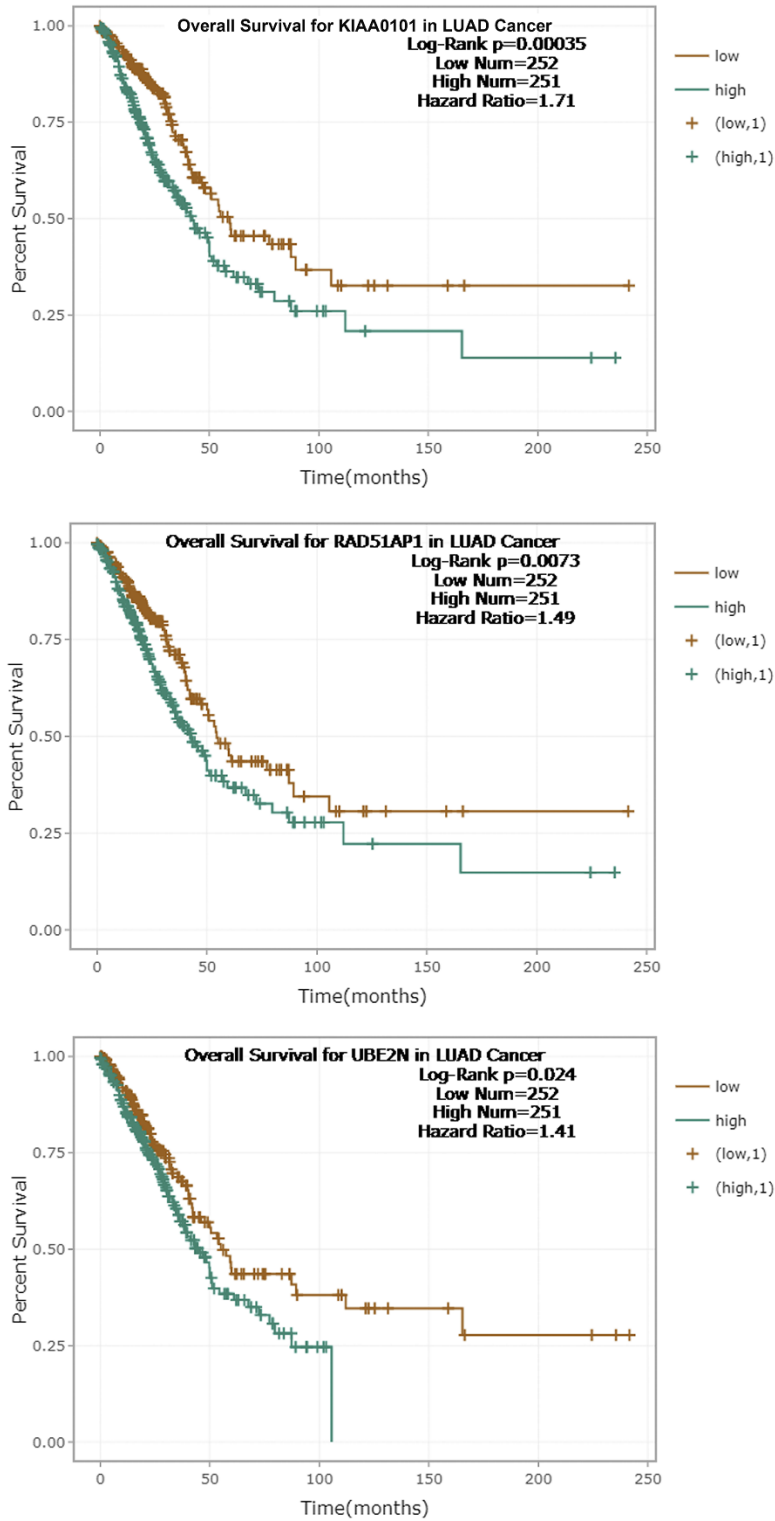 Overall Survival for KIAA0101 in LUAD Cancer
Log-Rank p=0.00035
Low Num=252
High Num=251
Hazard Ratio=1.71
low
high
(low,1)
(high,1)
Percent Survival
1.00
0.75
0.50
0.25
0.00
0 50 100 150 200 250
Time(months)
Overall Survival for RAD51AP1 in LUAD Cancer
Log-Rank p=0.0073
Low Num=252
High Num=251
Hazard Ratio=1.49
low
high
(low,1)
(high,1)
Percent Survival
1.00
0.75
0.50
0.25
0.00
0 50 100 150 200 250
Time(months)
Overall Survival for UBE2N in LUAD Cancer
Log-Rank p=0.024
Low Num=252
High Num=251
Hazard Ratio=1.41
low
high
(low,1)
(high,1)
Percent Survival
1.00
0.75
0.50
0.25
0.00
0 50 100 150 200 250
Time(months)